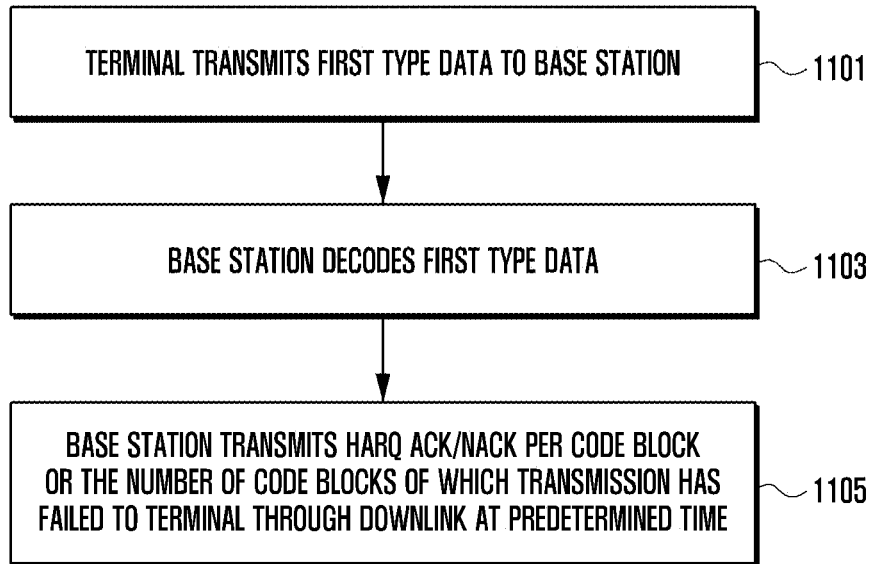 TERMINAL TRANSMITS FIRST TYPE DATA TO BASE STATION
1101
BASE STATION DECODES FIRST TYPE DATA
1103
BASE STATION TRANSMITS HARQ ACK/NACK PER CODE BLOCK
OR THE NUMBER OF CODE BLOCKS OF WHICH TRANSMISSION HAS
FAILED TO TERMINAL THROUGH DOWNLINK AT PREDETERMINED TIME
1105